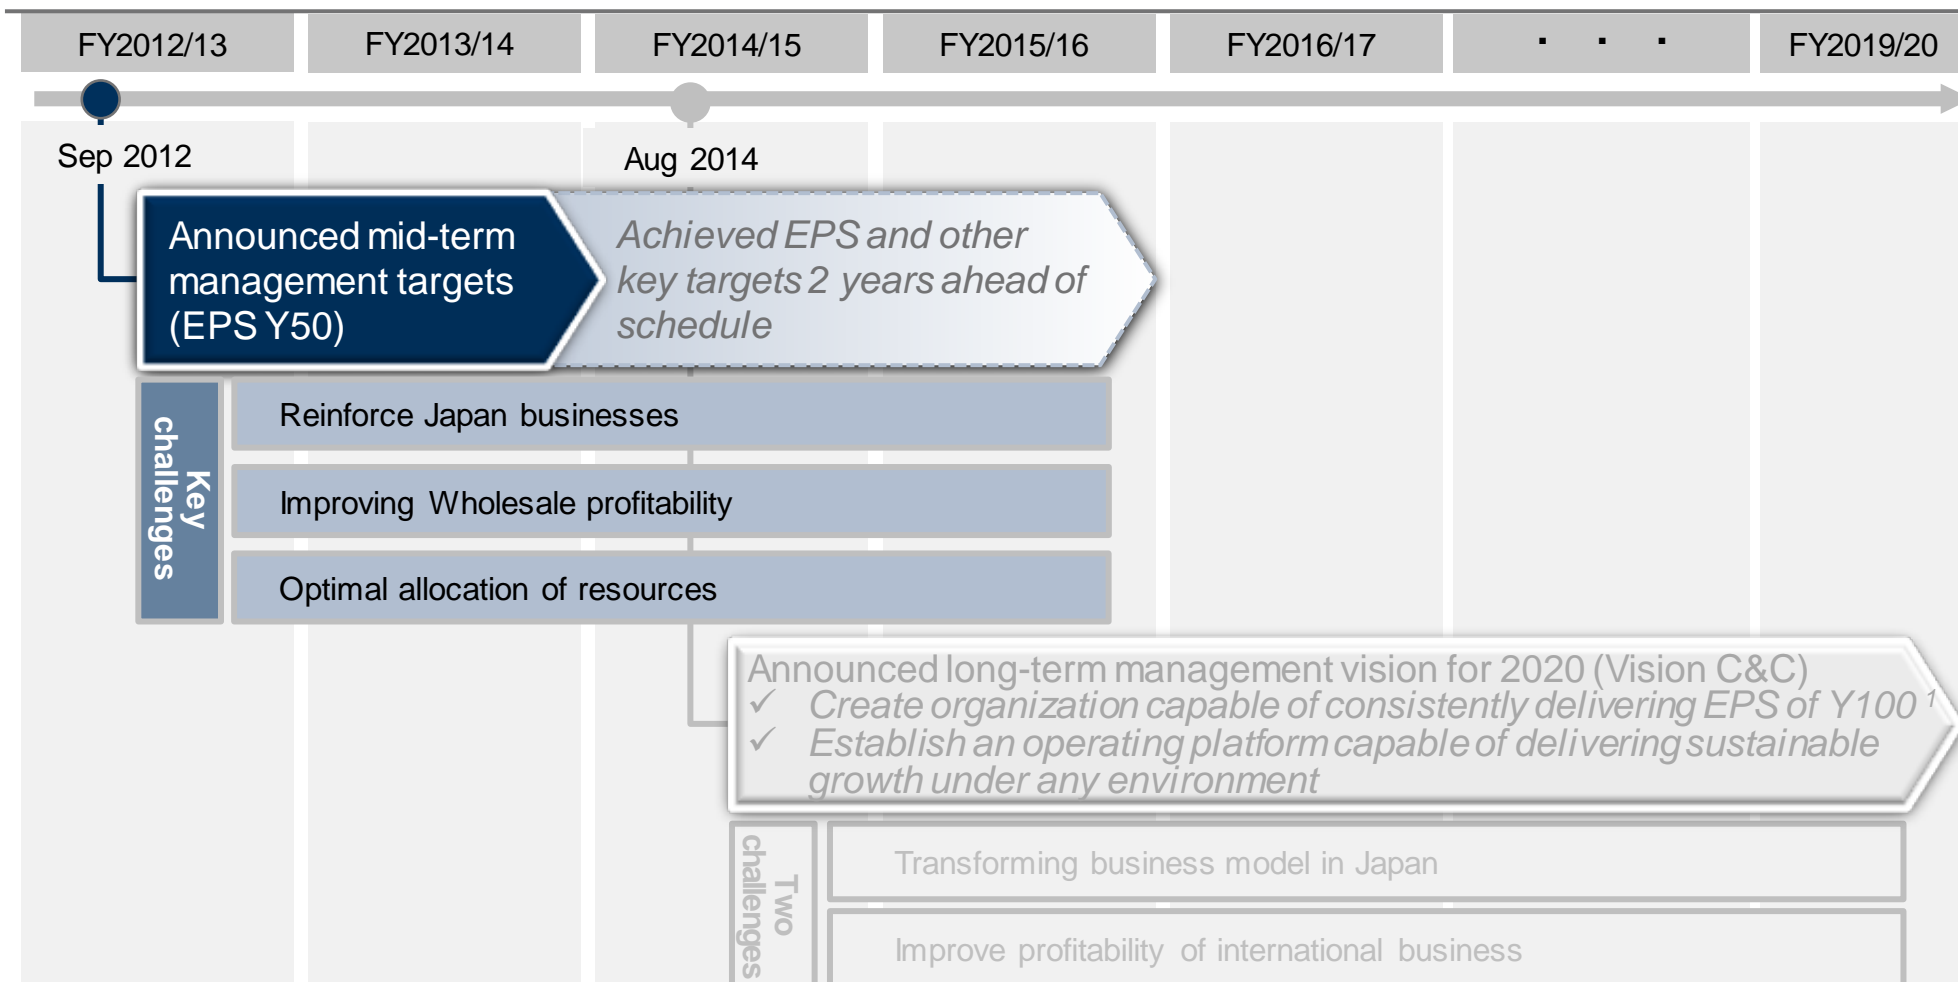 FY2012/13 FY2013/14 FY2014/15 FY2015/16 FY2016/17 · · · FY2019/20
Sep 2012
Aug 2014
Announced mid-term
management targets
(EPS Y50)
Achieved EPS and other
key targets 2 years ahead of
schedule
Key
challenges
Reinforce Japan businesses
Improving Wholesale profitability
Optimal allocation of resources
Announced long-term management vision for 2020 (Vision C&C)
✓ Create organization capable of consistently delivering EPS of Y100 1
✓ Establish an operating platform capable of delivering sustainable
growth under any environment
Two
challenges
Transforming business model in Japan
Improve profitability of international business